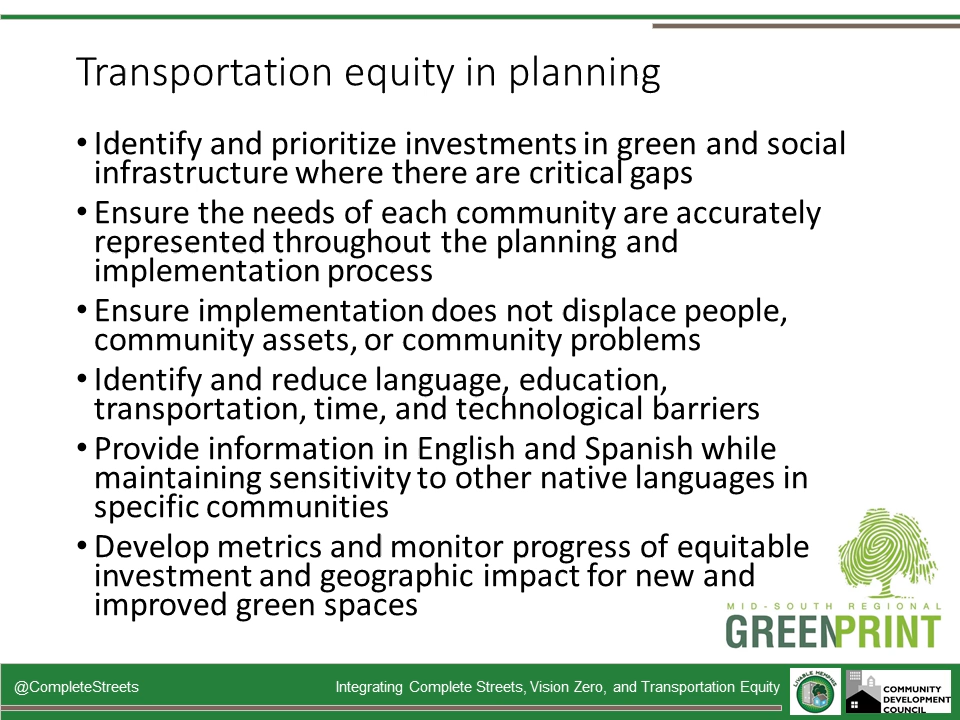 Transportation equity in planning
• Identify and prioritize investments in green and social
infrastructure where there are critical gaps
• Ensure the needs of each community are accurately
represented throughout the planning and
implementation process
• Ensure implementation does not displace people,
community assets, or community problems
• Identify and reduce language, education,
transportation, time, and technological barriers
• Provide information in English and Spanish while
maintaining sensitivity to other native languages in
specific communities
• Develop metrics and monitor progress of equitable
investment and geographic impact for new and
improved green spaces
MID-SOUTH REGIONAL
GREENPRINT
@CompleteStreets
Integrating Complete Streets, Vision Zero, and Transportation Equity
LIVABLE MEMPHIS
COMMUNITY
DEVELOPMENT
COUNCIL